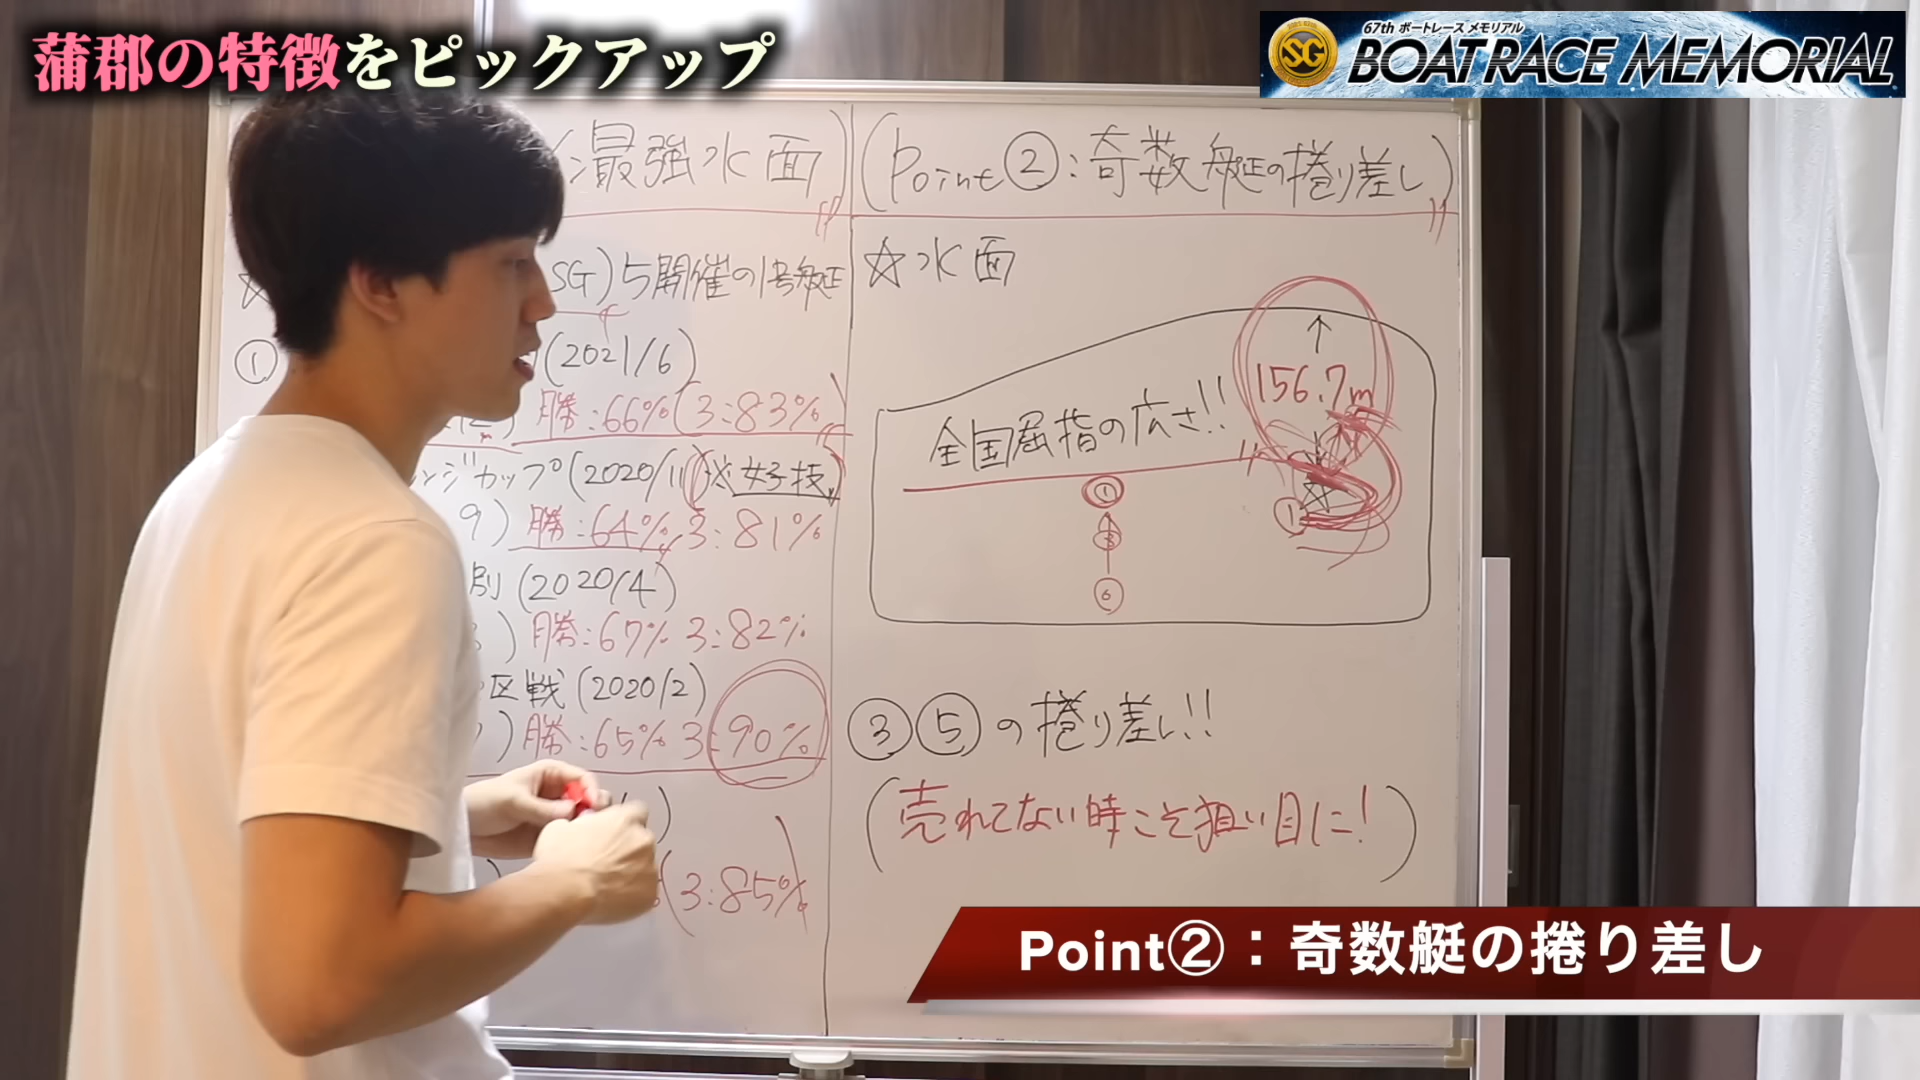 蒲郡の特徴をピックアップ
SG
67th ボートレース メモリアル
BOAT RACE MEMORIAL
最強水面)
SG) 5開催の1号艇
① (2021/6)
勝:66% (3:83%)
ンジカップ(2020/11) ※女子技
9) 勝:64% 3:81%
別 (2020/4)
) 勝:67% 3:82%
区戦 (2020/2)
) 勝:65% 3:90%
(3:85%)
(Point②:奇数艇の捲り差し)
☆水面
↑
156.7m
全国屈指の広さ!!
①
①
③
⑥
③⑤の捲り差し!!
(売れてない時こそ狙い目に!)
Point②:奇数艇の捲り差し